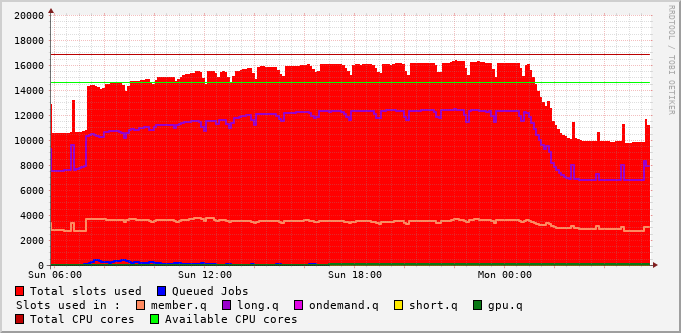 20000
18000
16000
14000
12000
10000
8000
6000
4000
2000
0
Sun 06:00 Sun 12:00 Sun 18:00 Mon 00:00
RRDTOOL / TOBI OETIKER
Total slots used Queued Jobs
Slots used in : member.q long.q ondemand.q short.q gpu.q
Total CPU cores Available CPU cores